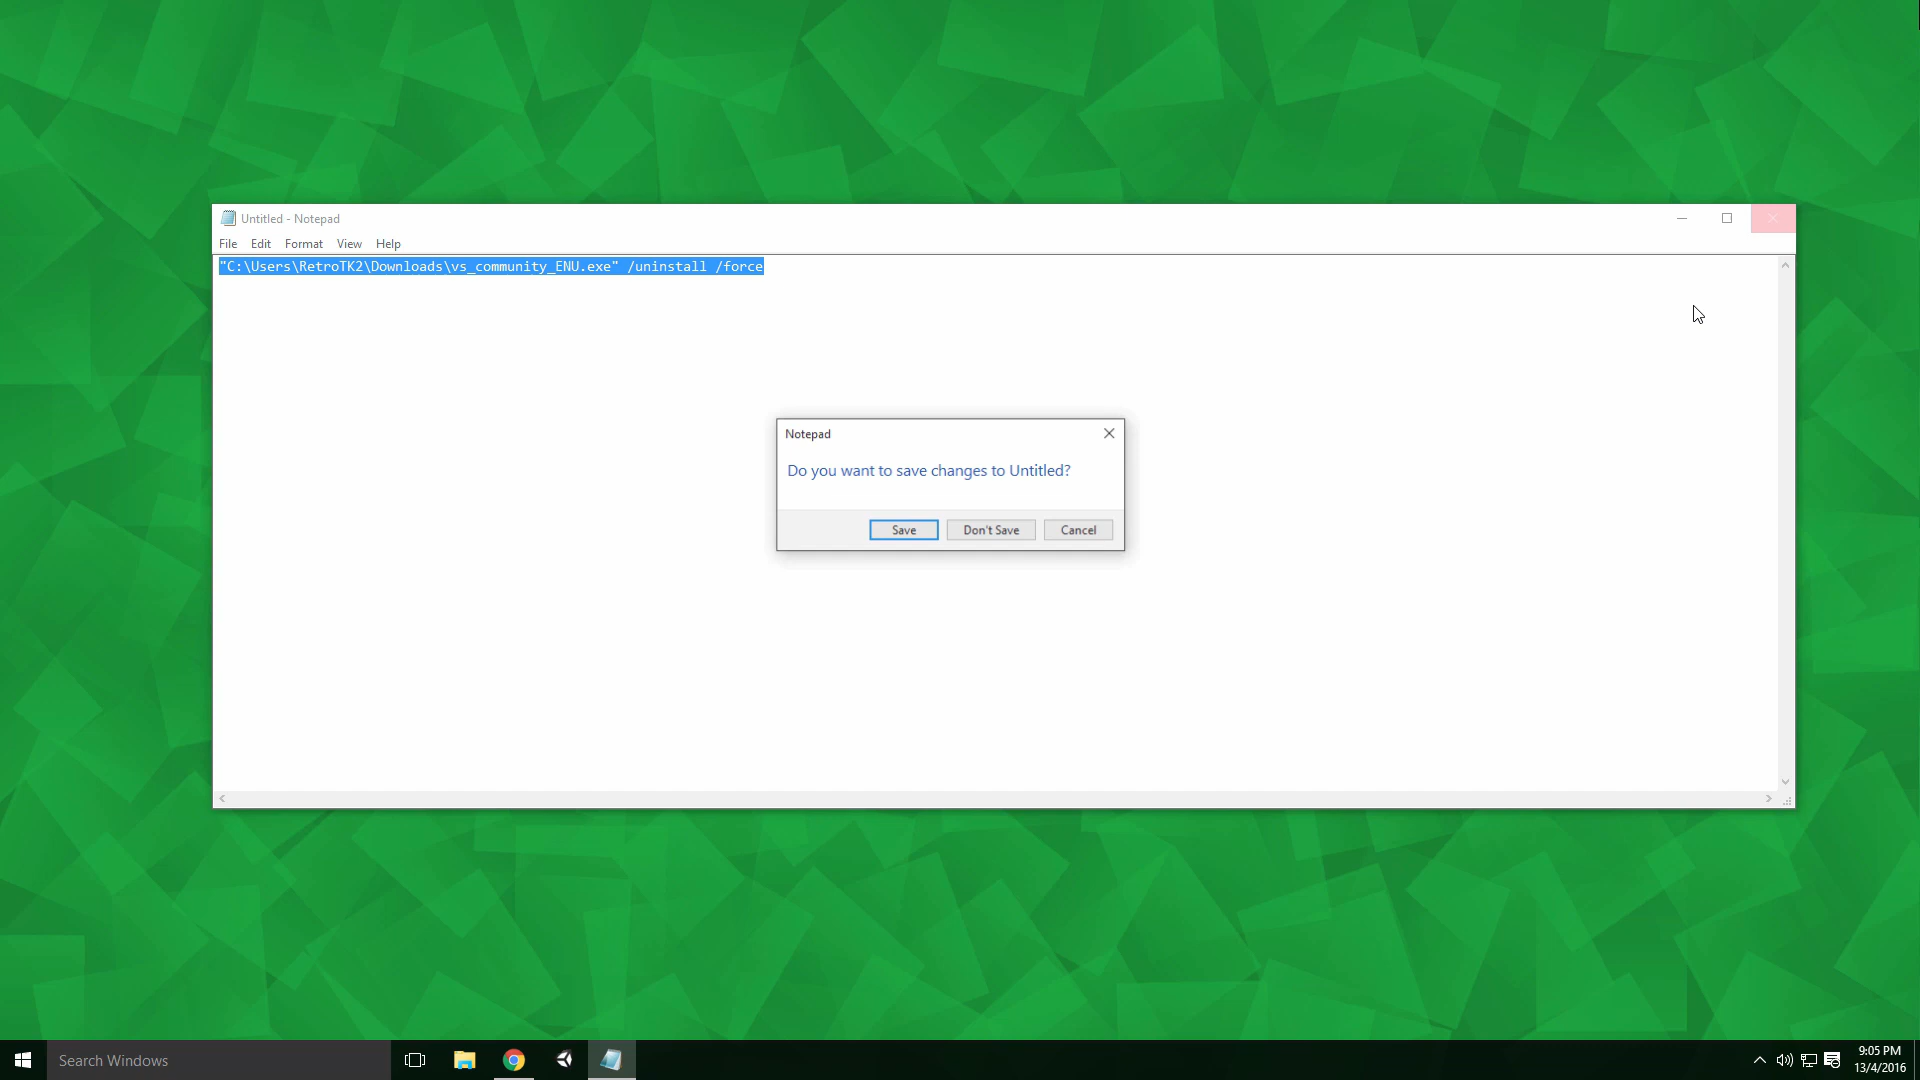 Untitled - Notepad
File Edit Format View Help
"C:\Users\RetroTK2\Downloads\vs_community_ENU.exe" /uninstall /force
Notepad
Do you want to save changes to Untitled?
Save Don't Save Cancel
Search Windows
9:05 PM
13/4/2016